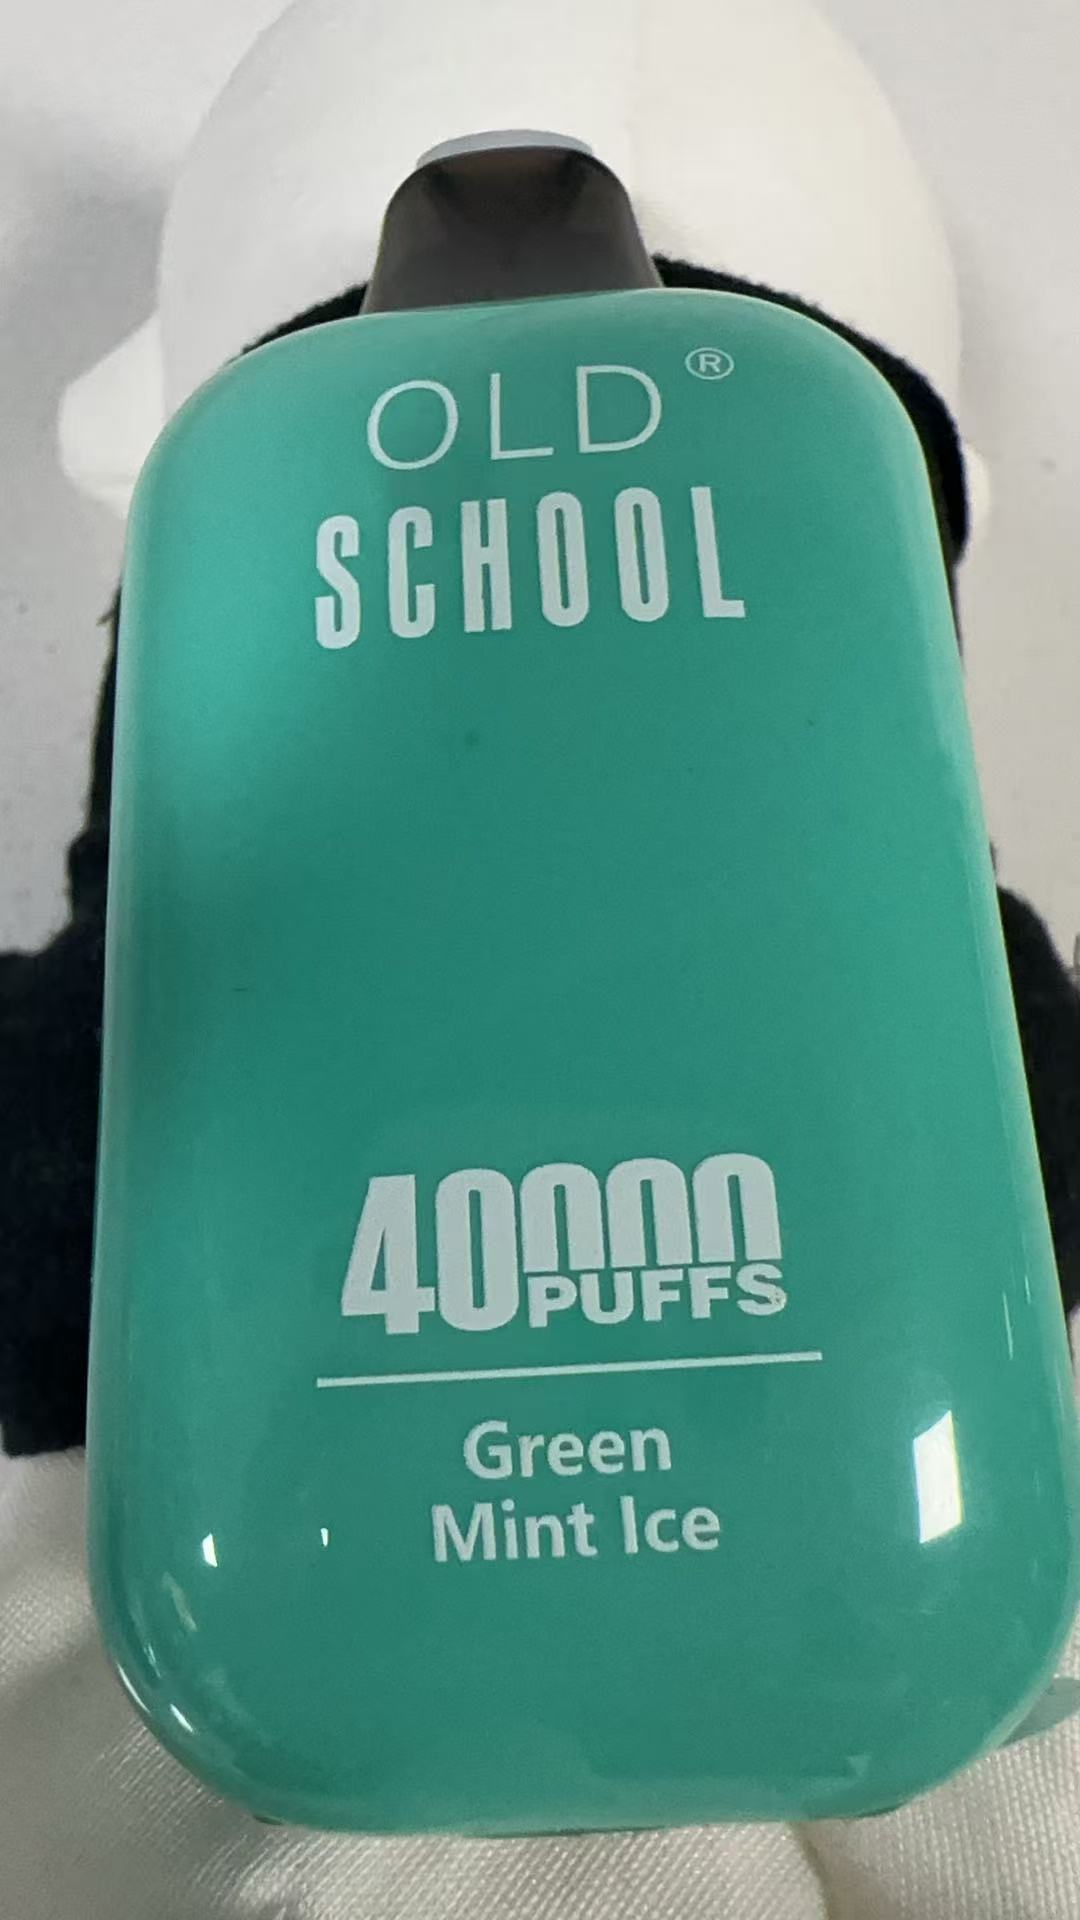 OLD®
SCHOOL
40000
PUFFS
Green
Mint Ice